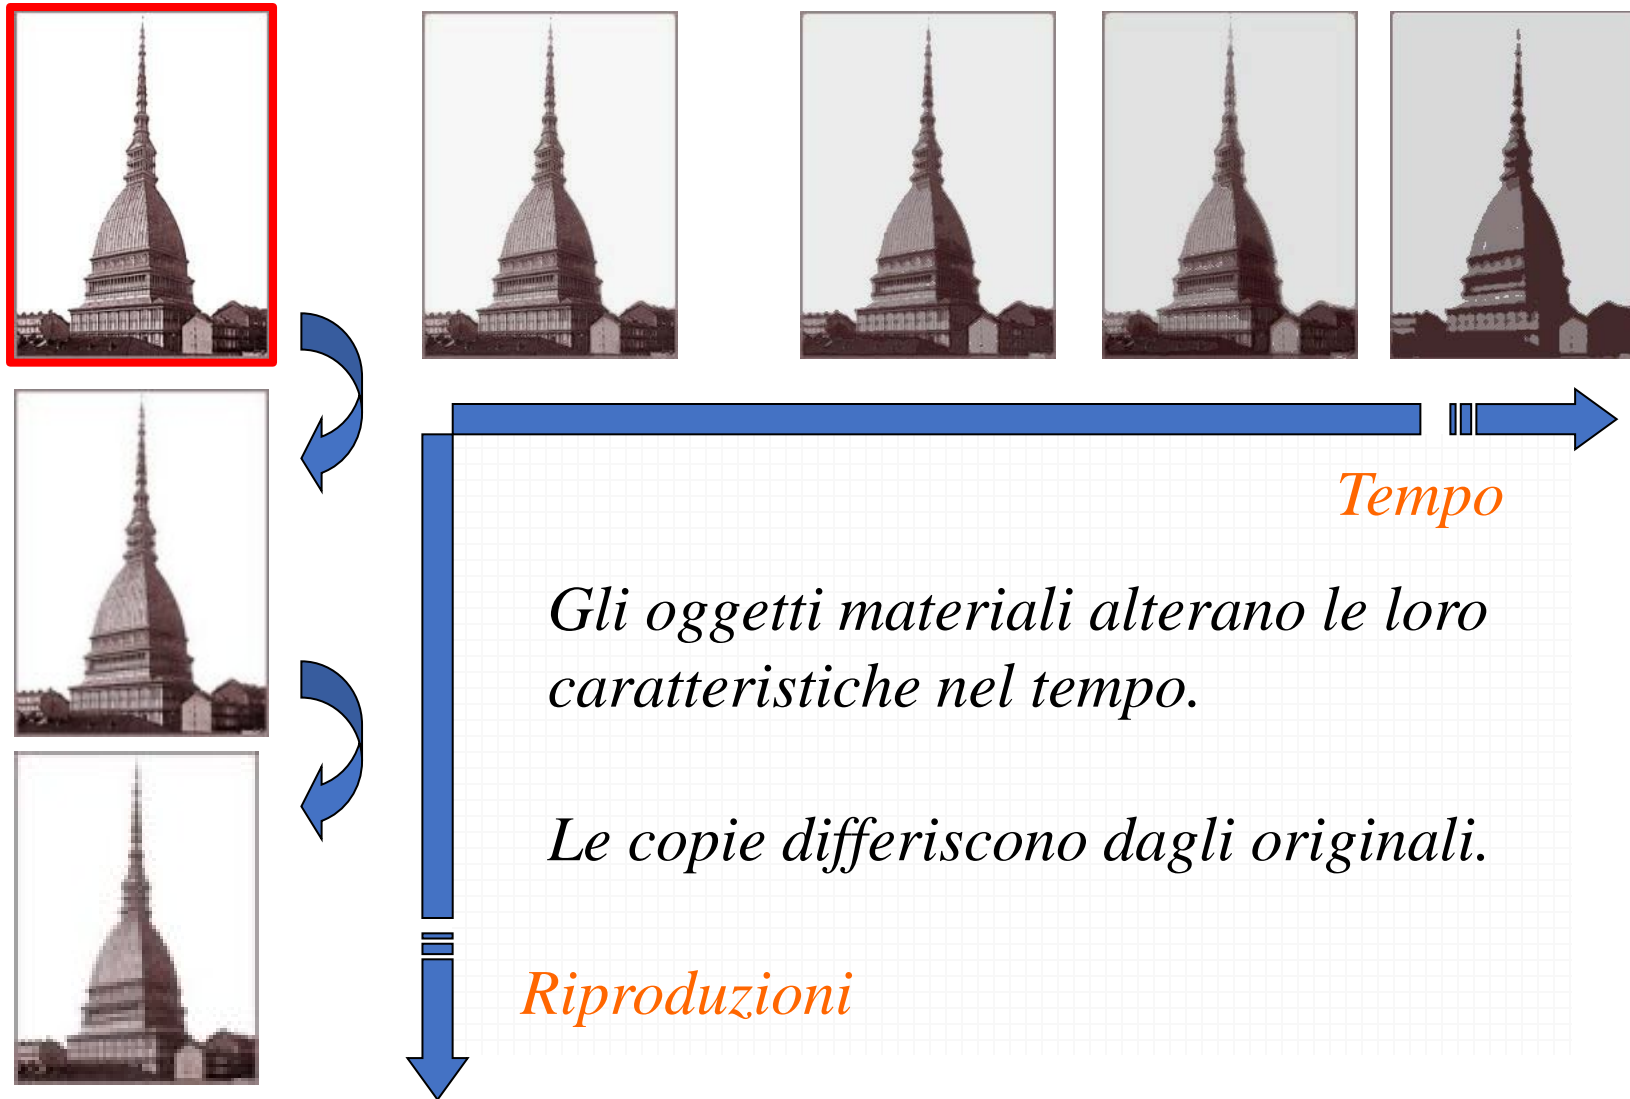 Tempo
Gli oggetti materiali alterano le loro
caratteristiche nel tempo.
Le copie differiscono dagli originali.
Riproduzioni